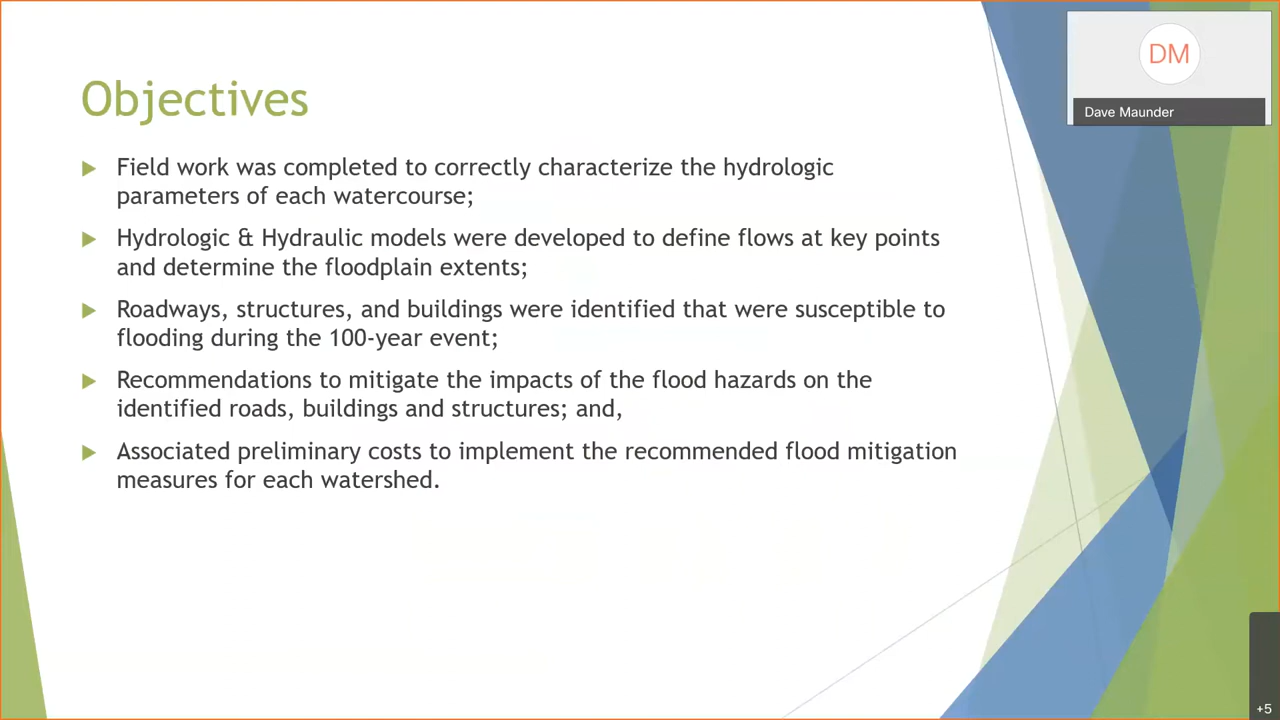 Objectives
Field work was completed to correctly characterize the hydrologic
parameters of each watercourse;
Hydrologic & Hydraulic models were developed to define flows at key points
and determine the floodplain extents;
Roadways, structures, and buildings were identified that were susceptible to
flooding during the 100-year event;
Recommendations to mitigate the impacts of the flood hazards on the
identified roads, buildings and structures; and,
Associated preliminary costs to implement the recommended flood mitigation
measures for each watershed.
DM
Dave Maunder
+5